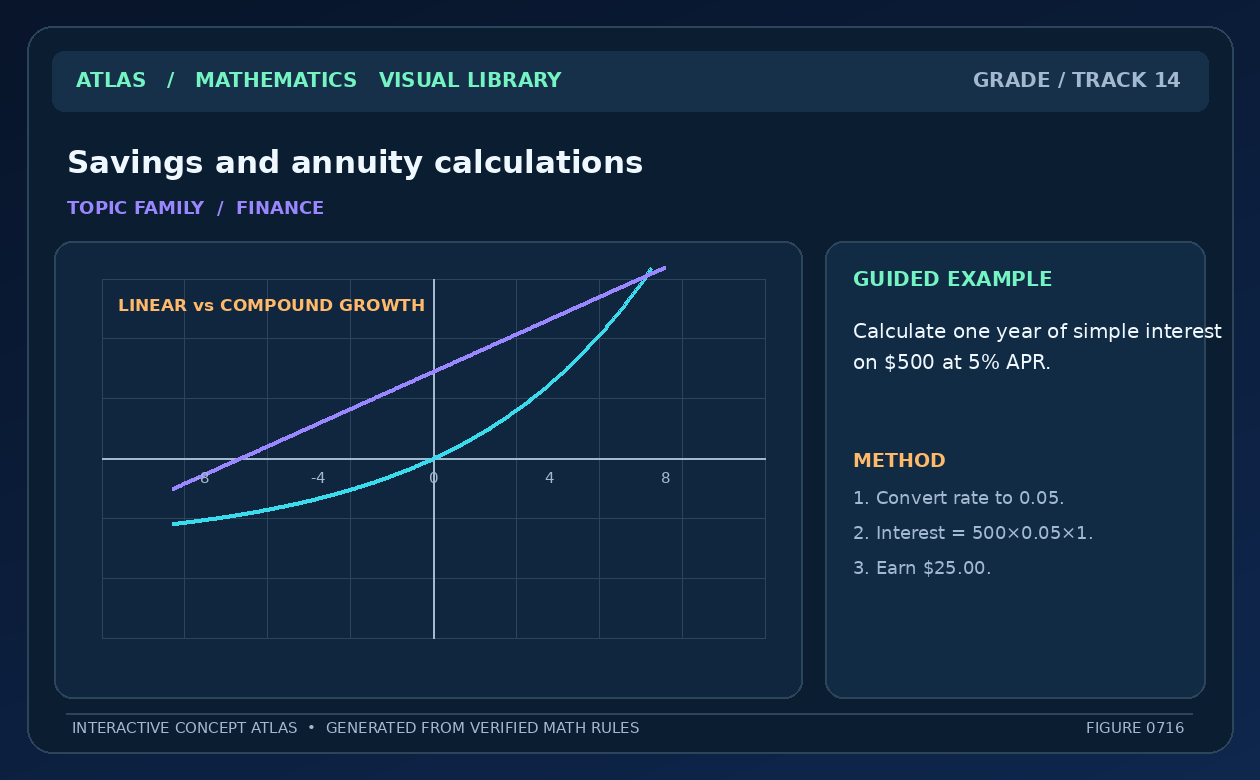 ATLAS / MATHEMATICS VISUAL LIBRARY
GRADE / TRACK 14
Savings and annuity calculations
TOPIC FAMILY / FINANCE
LINEAR vs COMPOUND GROWTH
-8 -4 0 4 8
GUIDED EXAMPLE
Calculate one year of simple interest
on $500 at 5% APR.
METHOD
1. Convert rate to 0.05.
2. Interest = 500×0.05×1.
3. Earn $25.00.
INTERACTIVE CONCEPT ATLAS • GENERATED FROM VERIFIED MATH RULES
FIGURE 0716